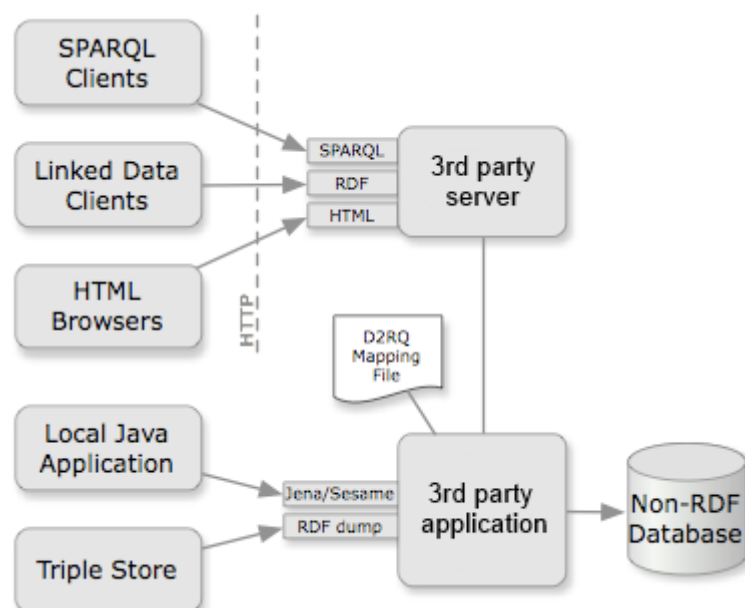 SPARQL
Clients
Linked Data
Clients
HTML
Browsers
HTTP
SPARQL
RDF
HTML
3rd party
server
D2RQ
Mapping
File
Local Java
Application
Triple Store
Jena/Sesame
RDF dump
3rd party
application
Non-RDF
Database